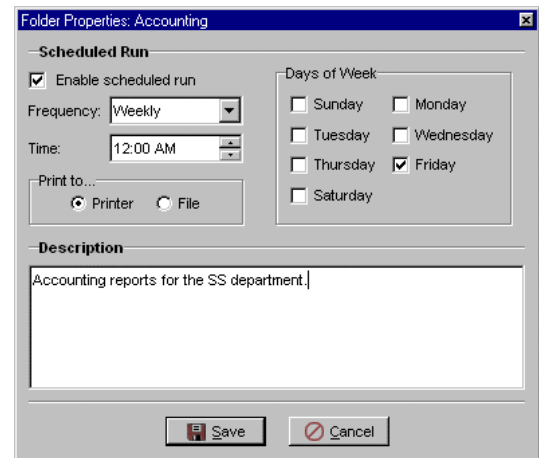 Folder Properties: Accounting
Scheduled Run
Enable scheduled run
Frequency: Weekly
Time: 12:00 AM
Print to...
Printer File
Days of Week
Sunday Monday
Tuesday Wednesday
Thursday Friday
Saturday
Description
Accounting reports for the SS department.
Save Cancel